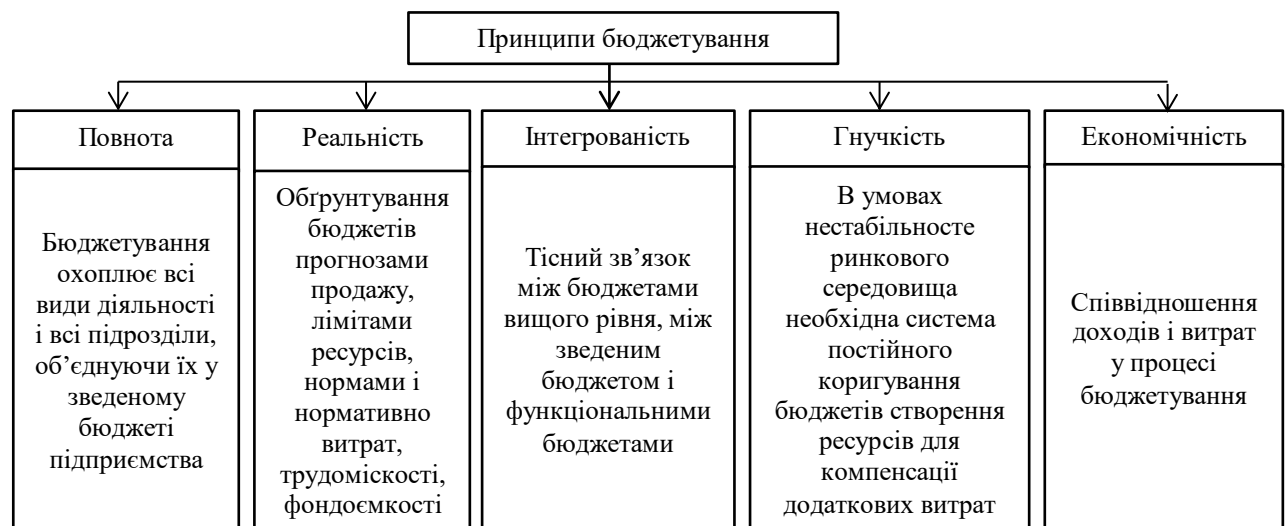 Принципи бюджетування
Повнота
Бюджетування
охоплює всі
види діяльності
і всі підрозділи,
об’єднуючи їх у
зведеному
бюджеті
підприємства
Реальність
Обґрунтування
бюджетів
прогнозами
продажу,
лімітами
ресурсів,
нормами і
нормативно
витрат,
трудоміскості,
фондоємкості
Інтегрованість
Тісний зв’язок
між бюджетами
вищого рівня, між
зведеним
бюджетом і
функціональними
бюджетами
Гнучкість
В умовах
нестабільносте
ринкового
середовища
необхідна система
постійного
коригування
бюджетів створення
ресурсів для
компенсації
додаткових витрат
Економічність
Співвідношення
доходів і витрат
у процесі
бюджетування